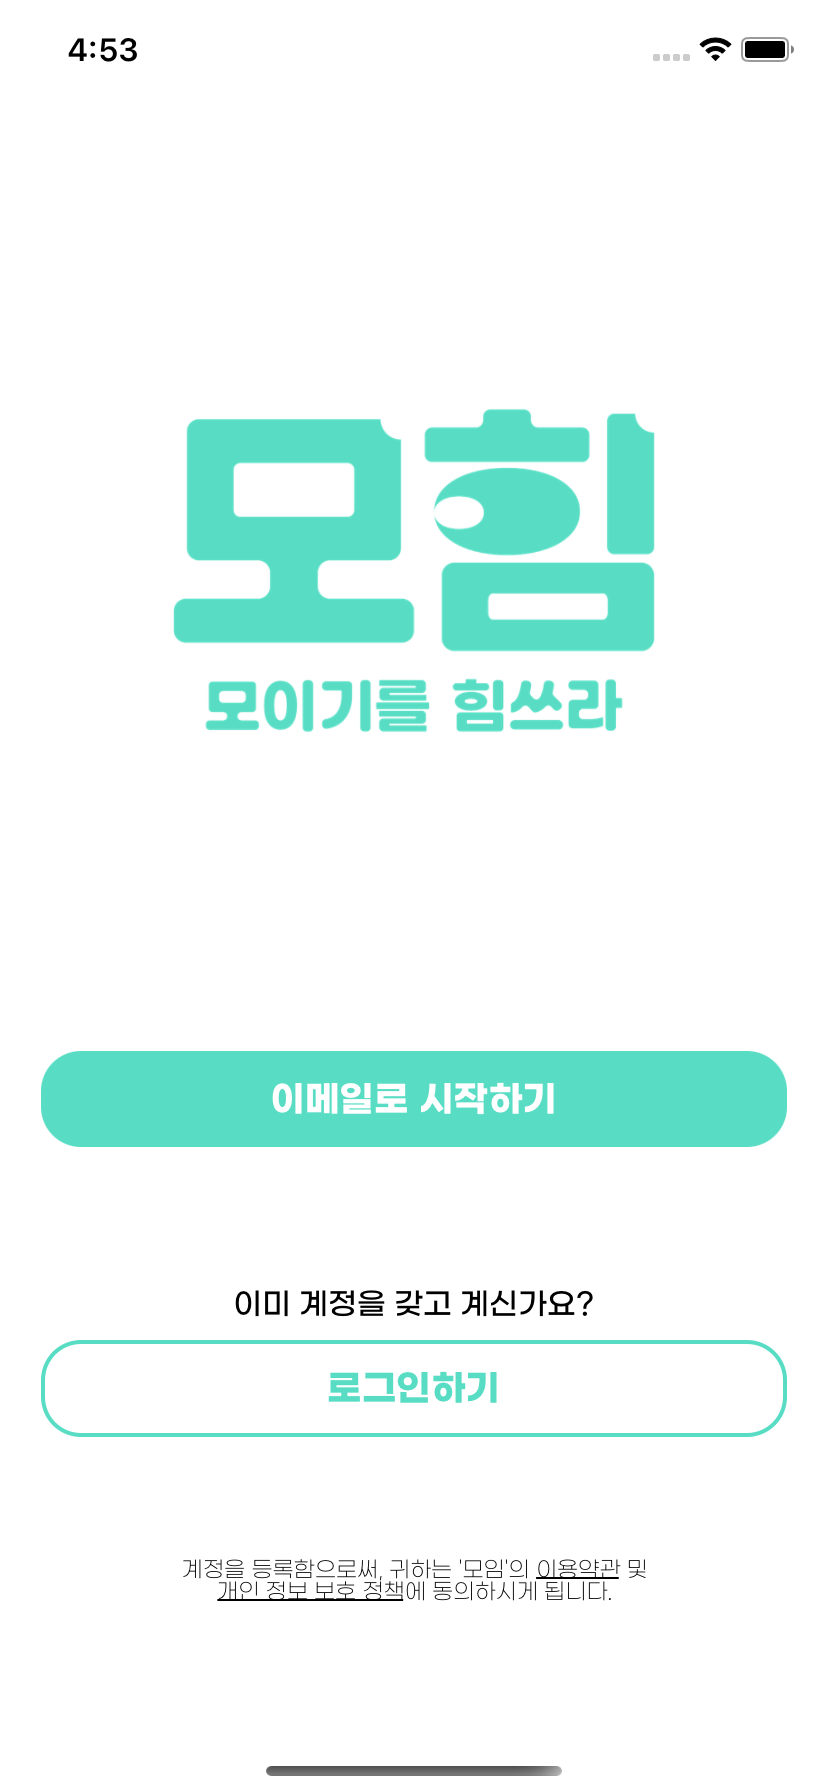 4:53
모힘
모이기를 힘쓰라
이메일로 시작하기
이미 계정을 갖고 계신가요?
로그인하기
계정을 등록함으로써, 귀하는 '모임'의 이용약관 및
개인 정보 보호 정책에 동의하시게 됩니다.